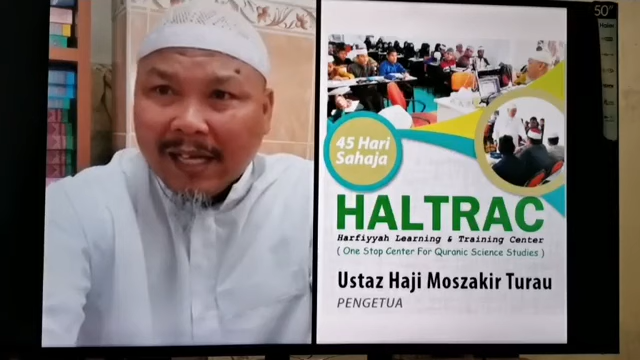 50"
45 Hari
Sahaja
HALTRAC
Harfiyyah Learning & Training Center
( One Stop Center For Quranic Science Studies )
Ustaz Haji Moszakir Turau
PENGETUA